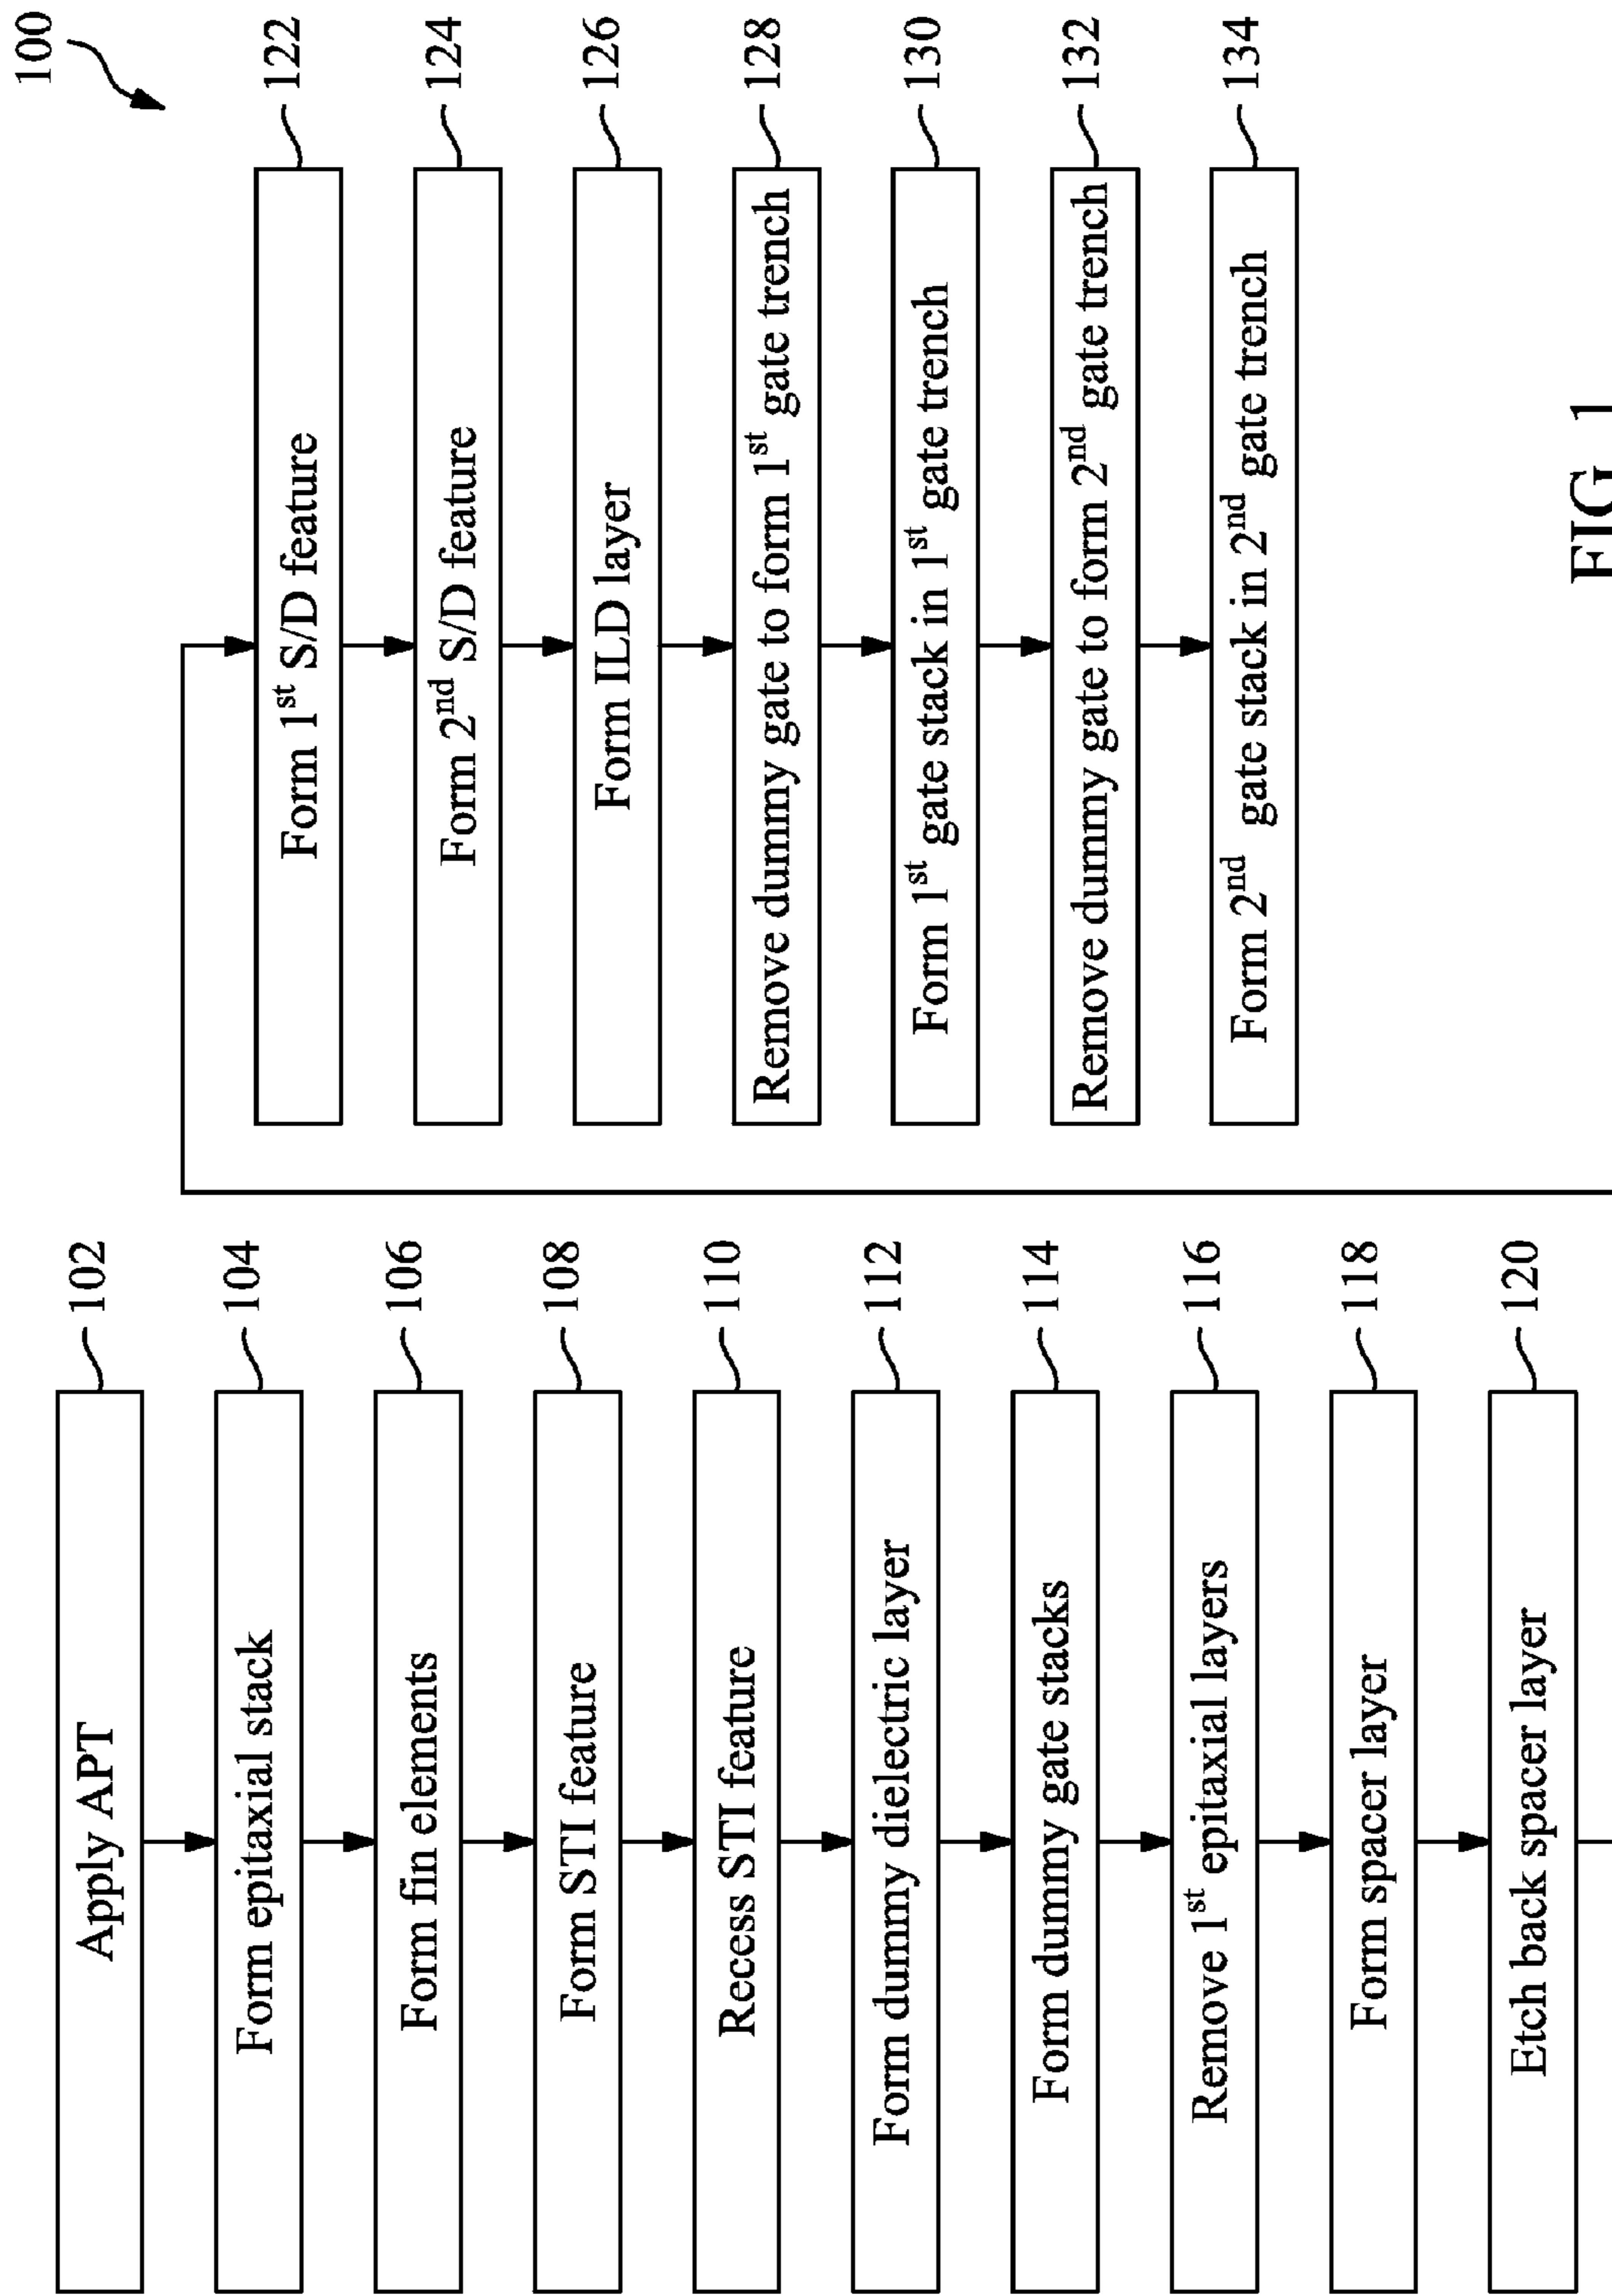 100
Apply APT
102
Form epitaxial stack
104
Form fin elements
106
Form STI feature
108
Recess STI feature
110
Form dummy dielectric layer
112
Form dummy gate stacks
114
Remove 1st epitaxial layers
116
Form spacer layer
118
Etch back spacer layer
120
Form 1st S/D feature
122
Form 2nd S/D feature
124
Form ILD layer
126
Remove dummy gate to form 1st gate trench
128
Form 1st gate stack in 1st gate trench
130
Remove dummy gate to form 2nd gate trench
132
Form 2nd gate stack in 2nd gate trench
134
FIG. 1